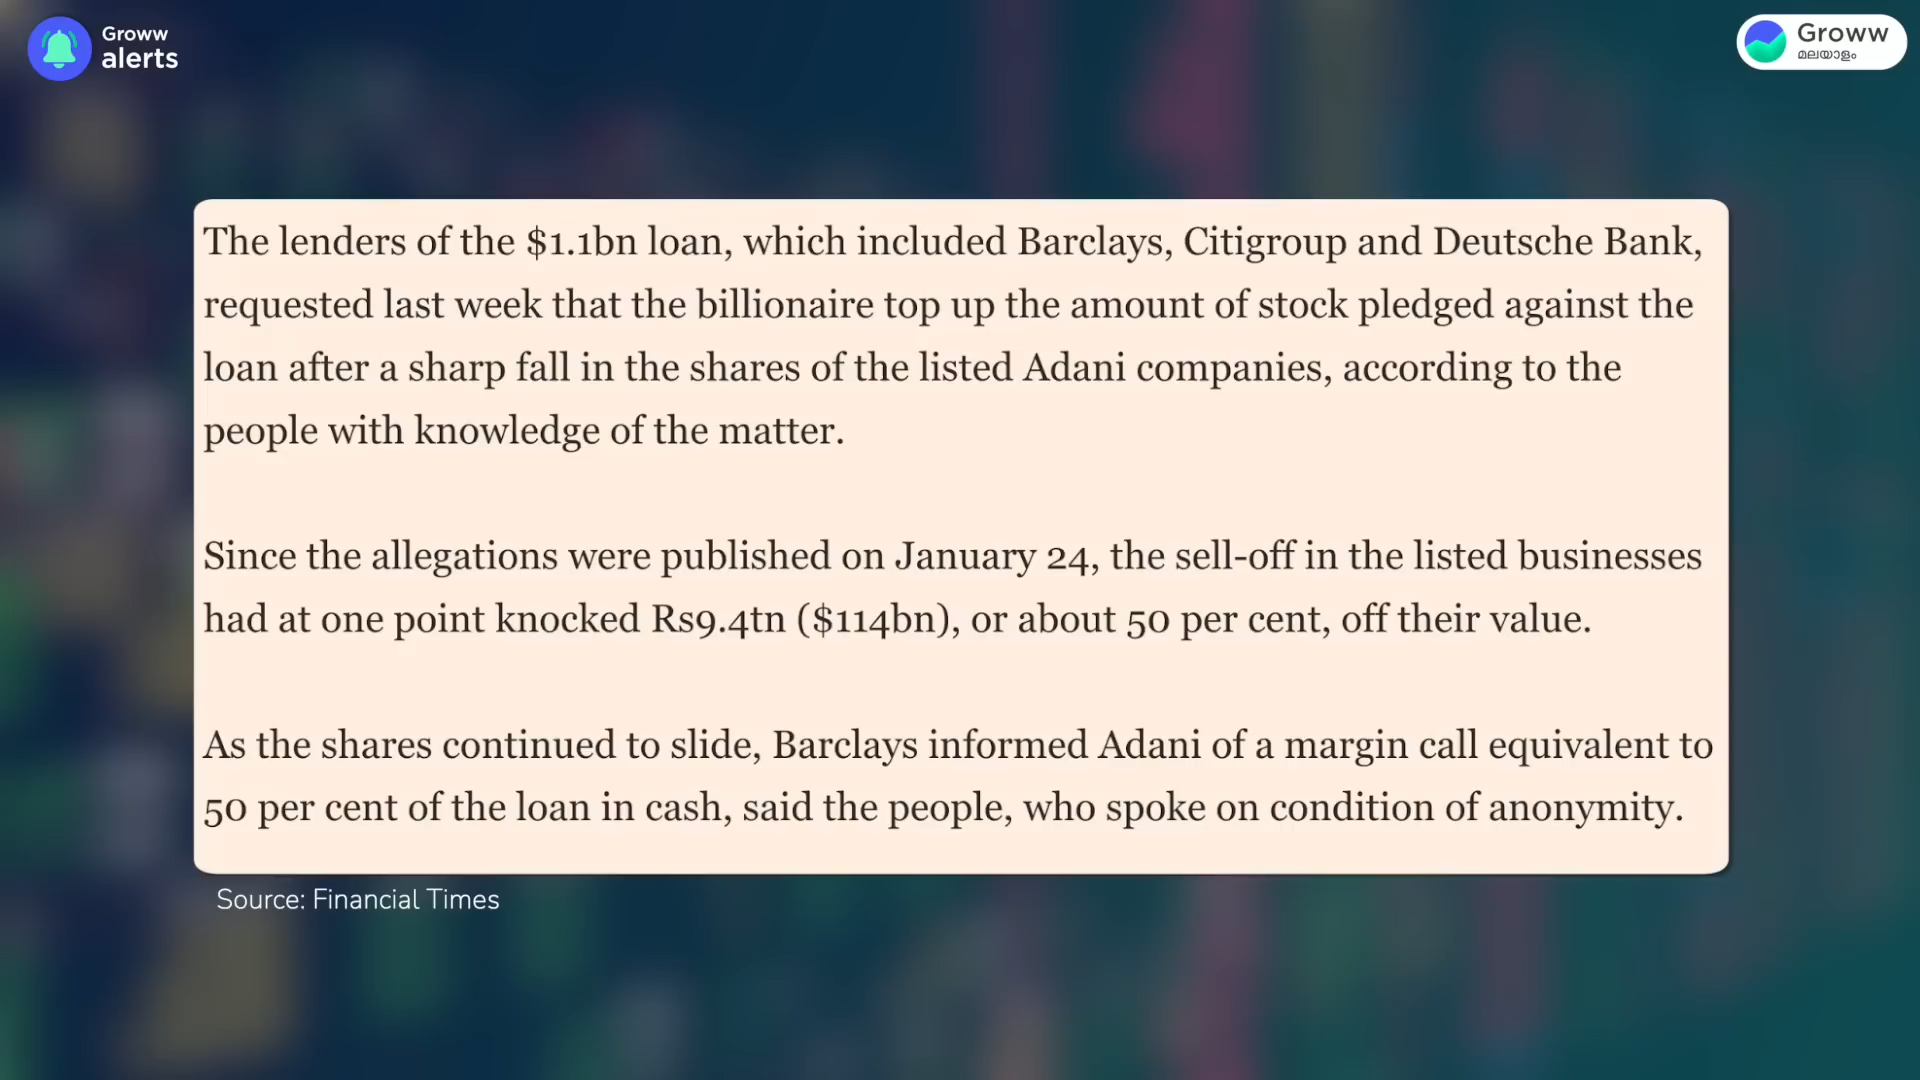 Groww
alerts
Groww
മലയാളം
The lenders of the $1.1bn loan, which included Barclays, Citigroup and Deutsche Bank,
requested last week that the billionaire top up the amount of stock pledged against the
loan after a sharp fall in the shares of the listed Adani companies, according to the
people with knowledge of the matter.
Since the allegations were published on January 24, the sell-off in the listed businesses
had at one point knocked Rs9.4tn ($114bn), or about 50 per cent, off their value.
As the shares continued to slide, Barclays informed Adani of a margin call equivalent to
50 per cent of the loan in cash, said the people, who spoke on condition of anonymity.
Source: Financial Times